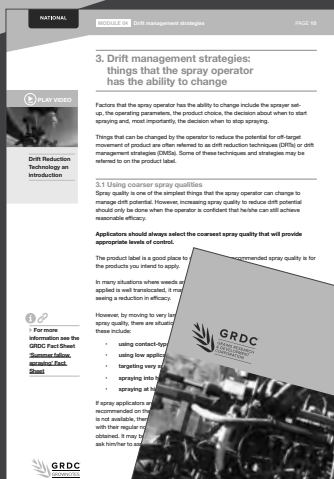 NATIONAL
MODULE 04 Drift management strategies
PAGE 10
3. Drift management strategies:
things that the spray operator
has the ability to change
PLAY VIDEO
Drift Reduction
Technology an
introduction
Factors that the spray operator has the ability to change include the sprayer set-
up, the operating parameters, the product choice, the decision about when to start
spraying and, most importantly, the decision when to stop spraying.
Things that can be changed by the operator to reduce the potential for off-target
movement of product are often referred to as drift reduction techniques (DRTs) or drift
management strategies (DMSs). Some of these techniques and strategies may be
referred to on the product label.
3.1 Using coarser spray qualities
Spray quality is one of the simplest things that the spray operator can change to
manage drift potential. However, increasing spray quality to reduce drift potential
should only be done when the operator is confident that he/she can still achieve
reasonable efficacy.
Applicators should always select the coarsest spray quality that will provide
appropriate levels of control.
The product label is a good place to
recommended spray quality is for
the products you intend to apply.
In many situations where weeds
applied is well translocated, it
seeing a reduction in efficacy.
However, by moving to very
spray quality, there are
these include:
• using
• using low
• targeting very
• spraying into
• spraying at
If spray applicators
recommended on the
is not available, then
with their regular
obtained. It may
ask him/her to
For more
information see the
GRDC Fact Sheet
'Summer fallow
spraying' Fact
Sheet
GRDC
GRAINS RESEARCH
& DEVELOPMENT
CORPORATION
GRDC
GROWNOTES